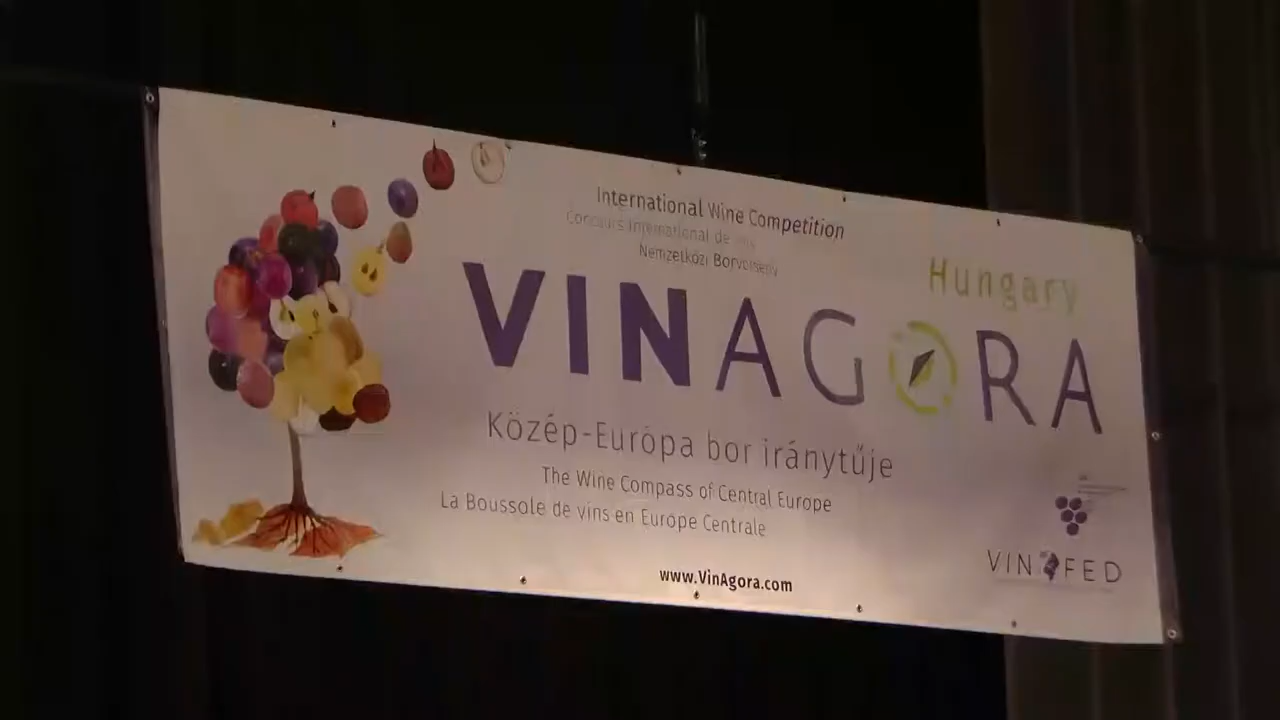 International Wine Competition
Concours International de vins
Nemzetközi Borverseny
Hungary
VINAGORA
Közép-Európa bor iránytűje
The Wine Compass of Central Europe
La Boussole de vins en Europe Centrale
www.VinAgora.com
VINOFED